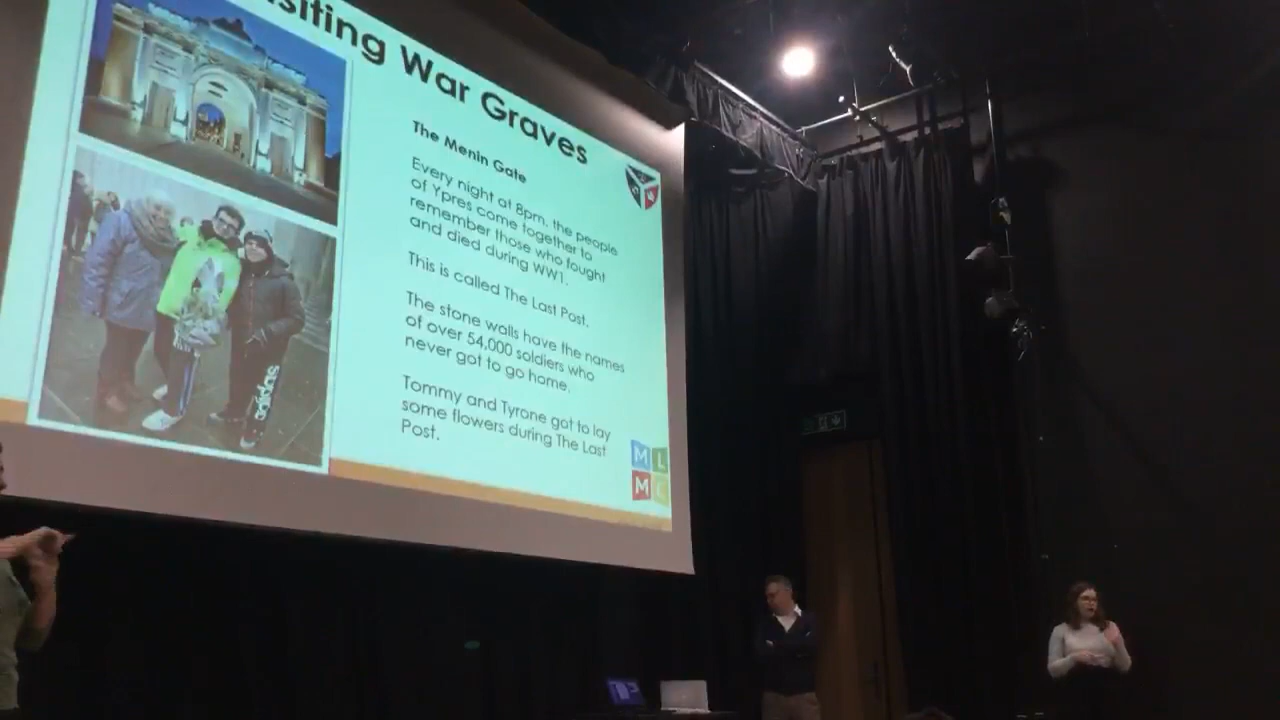 siting War Graves
The Menin Gate
Every night at 8pm, the people
of Ypres come together to
remember those who fought
and died during WW1.
This is called The Last Post.
The stone walls have the names
of over 54,000 soldiers who
never got to go home.
Tommy and Tyrone got to lay
some flowers during The Last
Post.
adidas
M L
M C